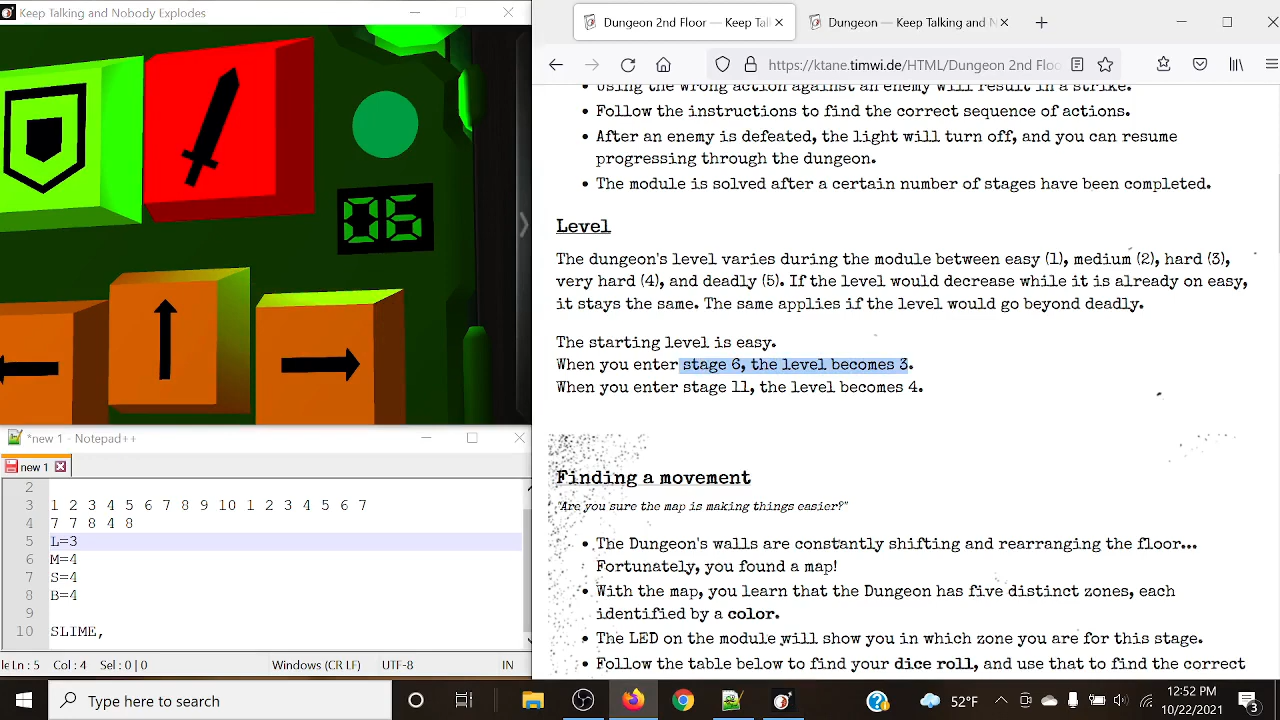 Keep Talking and Nobody Explodes
06
*new 1 - Notepad++
new 1
2
3 1 2 3 4 5 6 7 8 9 10 1 2 3 4 5 6 7
4 7 7 8 4 8
5 L=3
6 M=4
7 S=4
8 B=4
9
10 SLIME,
le Ln : 5 Col : 4 Sel : 0 | 0 Windows (CR LF) UTF-8 IN
Dungeon 2nd Floor — Keep Talk
Dungeon — Keep Talking and N
https://ktane.timwi.de/HTML/Dungeon 2nd Floo
Using the wrong action against an enemy will result in a strike.
Follow the instructions to find the correct sequence of actions.
After an enemy is defeated, the light will turn off, and you can resume
progressing through the dungeon.
The module is solved after a certain number of stages have been completed.
Level
The dungeon's level varies during the module between easy (1), medium (2), hard (3),
very hard (4), and deadly (5). If the level would decrease while it is already on easy,
it stays the same. The same applies if the level would go beyond deadly.
The starting level is easy.
When you enter stage 6, the level becomes 3.
When you enter stage 11, the level becomes 4.
Finding a movement
"Are you sure the map is making things easier?"
The Dungeon's walls are constantly shifting and rearranging the floor...
Fortunately, you found a map!
With the map, you learn that the Dungeon has five distinct zones, each
identified by a color.
The LED on the module will show you in which zone you are for this stage.
Follow the table below to find your dice roll, and use that to find the correct
Type here to search
52°F
12:52 PM
10/22/2021
3